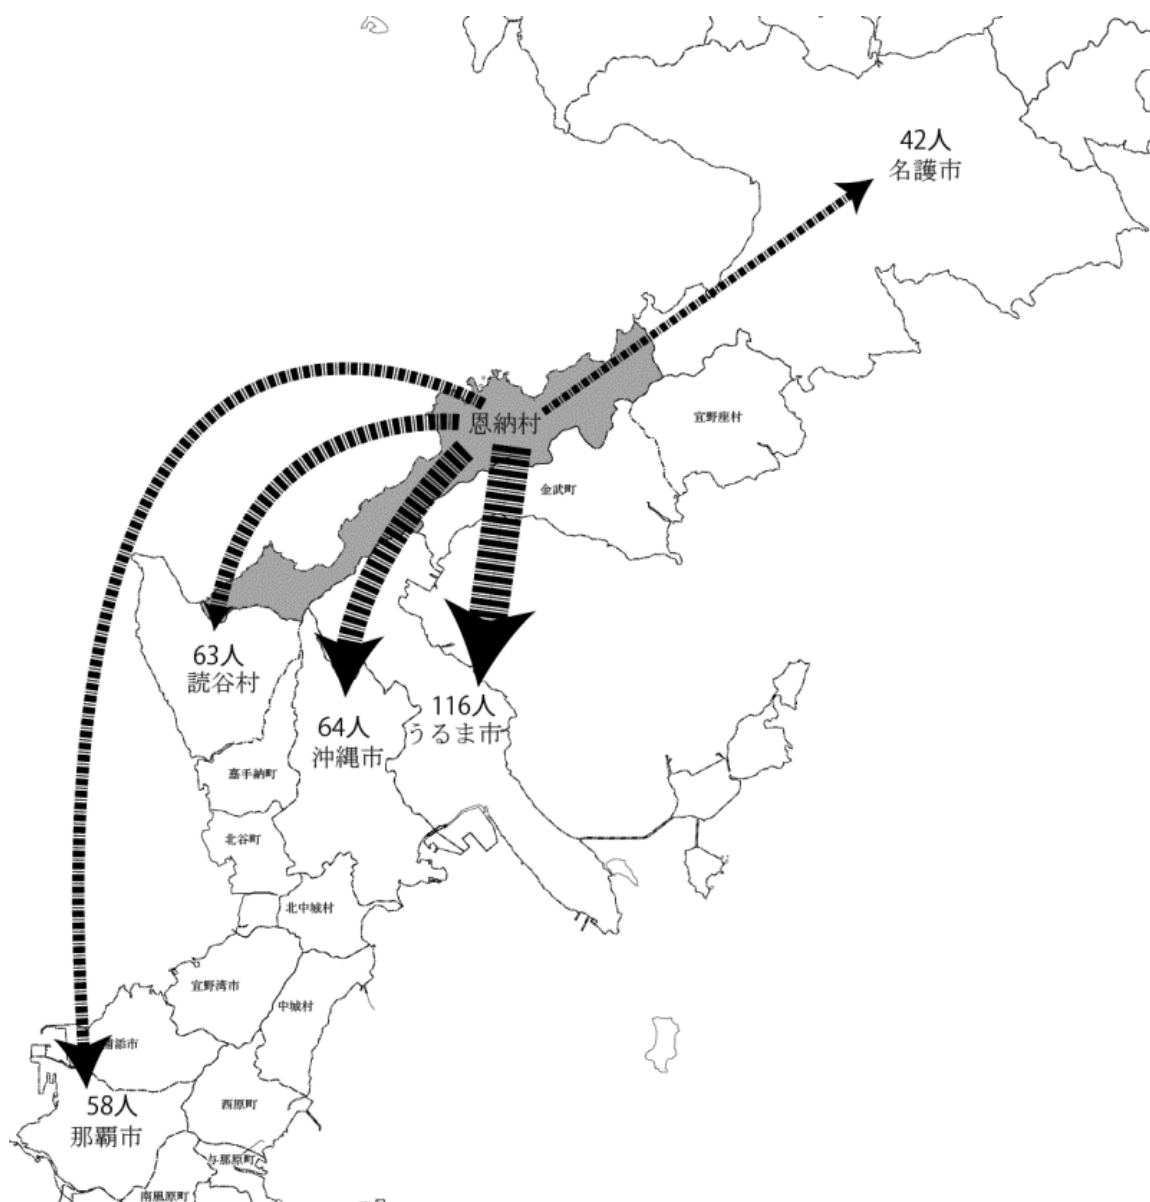 42人
名護市
恩納村
宜野座村
金武町
63人
読谷村
116人
うるま市
64人
沖縄市
嘉手納町
北谷町
北中城村
宜野湾市
中城村
浦添市
58人
那覇市
西原町
与那原町
南風原町